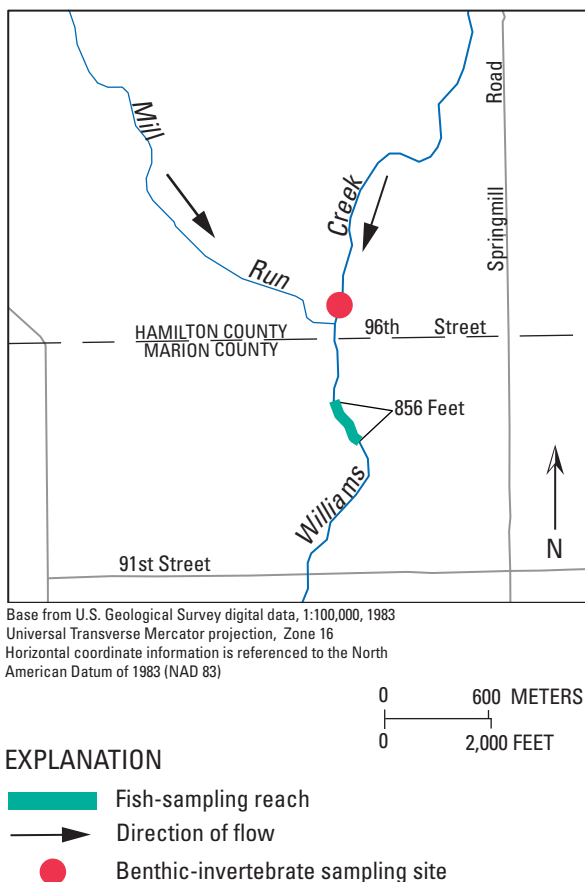 Mill
Run
Creek
Road
Springmill
HAMILTON COUNTY
MARION COUNTY
96th Street
856 Feet
Williams
N
91st Street
Base from U.S. Geological Survey digital data, 1:100,000, 1983
Universal Transverse Mercator projection, Zone 16
Horizontal coordinate information is referenced to the North
American Datum of 1983 (NAD 83)
0 600 METERS
0 2,000 FEET
EXPLANATION
Fish-sampling reach
Direction of flow
Benthic-invertebrate sampling site